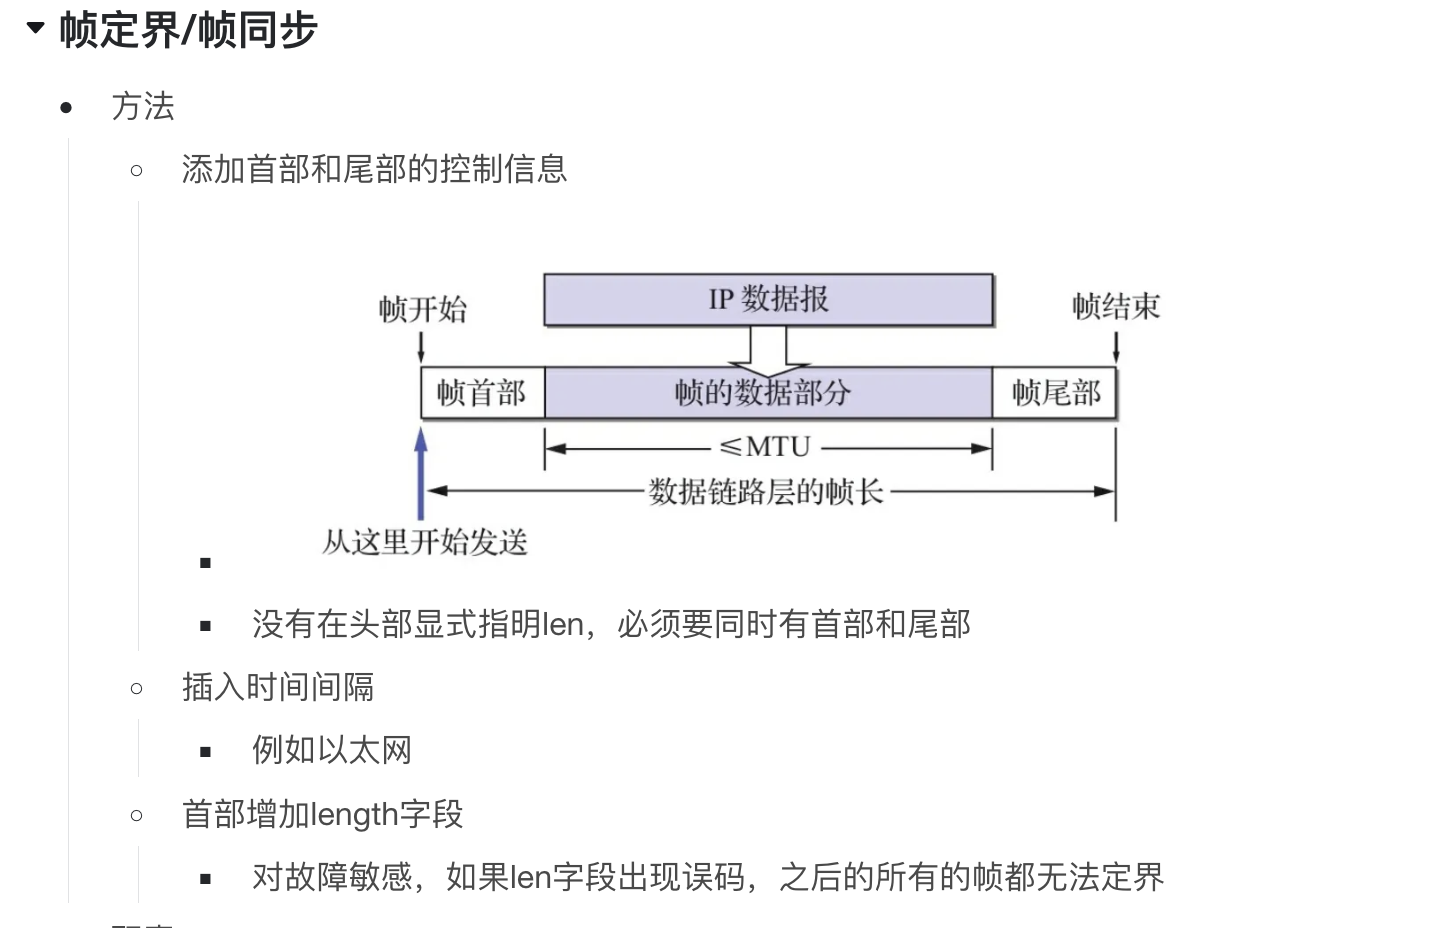 帧定界/帧同步
方法
添加首部和尾部的控制信息
IP 数据报
帧开始
帧结束
帧首部
帧的数据部分
帧尾部
≤MTU
数据链路层的帧长
从这里开始发送
没有在头部显式指明len，必须要同时有首部和尾部
插入时间间隔
例如以太网
首部增加length字段
对故障敏感，如果len字段出现误码，之后的所有的帧都无法定界